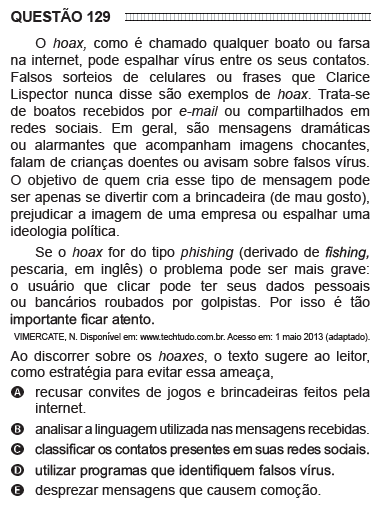 QUESTÃO 129
O hoax, como é chamado qualquer boato ou farsa
na internet, pode espalhar vírus entre os seus contatos.
Falsos sorteios de celulares ou frases que Clarice
Lispector nunca disse são exemplos de hoax. Trata-se
de boatos recebidos por e-mail ou compartilhados em
redes sociais. Em geral, são mensagens dramáticas
ou alarmantes que acompanham imagens chocantes,
falam de crianças doentes ou avisam sobre falsos vírus.
O objetivo de quem cria esse tipo de mensagem pode
ser apenas se divertir com a brincadeira (de mau gosto),
prejudicar a imagem de uma empresa ou espalhar uma
ideologia política.
Se o hoax for do tipo phishing (derivado de fishing,
pescaria, em inglês) o problema pode ser mais grave:
o usuário que clicar pode ter seus dados pessoais
ou bancários roubados por golpistas. Por isso é tão
importante ficar atento.
VIMERCATE, N. Disponível em: www.techtudo.com.br. Acesso em: 1 maio 2013 (adaptado).
Ao discorrer sobre os hoaxes, o texto sugere ao leitor,
como estratégia para evitar essa ameaça,
A recusar convites de jogos e brincadeiras feitos pela
internet.
B analisar a linguagem utilizada nas mensagens recebidas.
C classificar os contatos presentes em suas redes sociais.
D utilizar programas que identifiquem falsos vírus.
E desprezar mensagens que causem comoção.